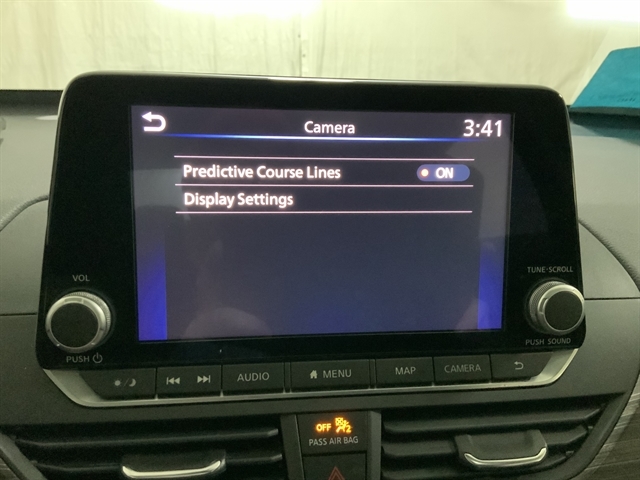 Camera 3:41
Predictive Course Lines ON
Display Settings
VOL
TUNE·SCROLL
PUSH
PUSH SOUND
AUDIO MENU MAP CAMERA
OFF 2
PASS AIR BAG